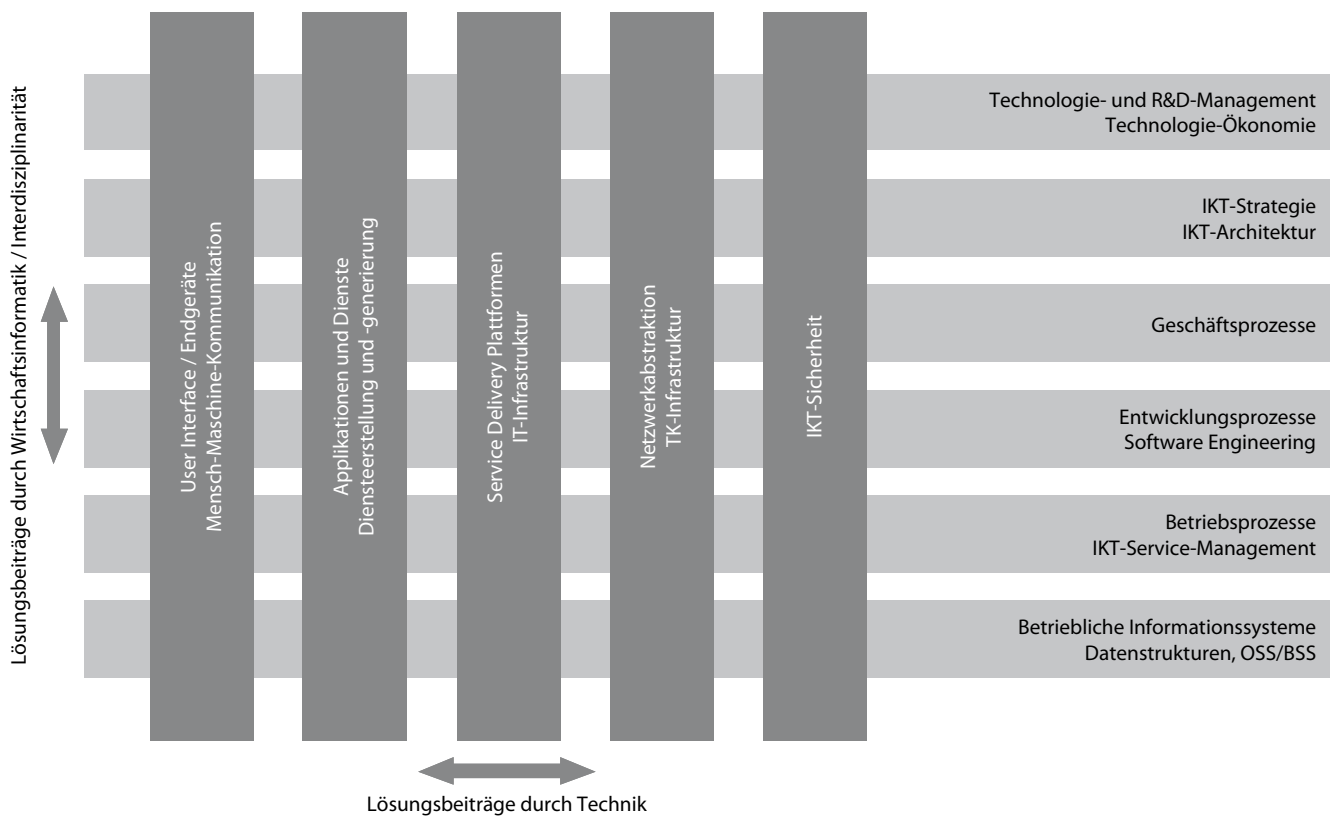 Lösungsbeiträge durch Wirtschaftsinformatik / Interdisziplinarität
User Interface / Endgeräte
Mensch-Maschine-Kommunikation
Applikationen und Dienste
Diensteerstellung und -generierung
Service Delivery Plattformen
IT-Infrastruktur
Netzwerkabstraktion
TK-Infrastruktur
IKT-Sicherheit
Technologie- und R&D-Management
Technologie-Ökonomie
IKT-Strategie
IKT-Architektur
Geschäftsprozesse
Entwicklungsprozesse
Software Engineering
Betriebsprozesse
IKT-Service-Management
Betriebliche Informationssysteme
Datenstrukturen, OSS/BSS
Lösungsbeiträge durch Technik